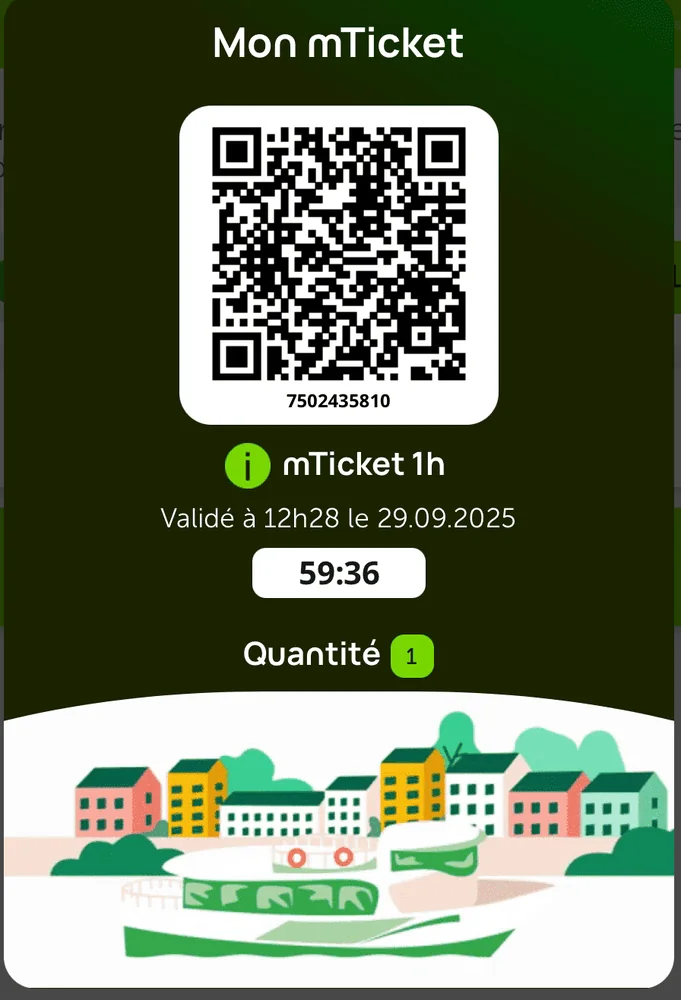 Mon mTicket
7502435810
i mTicket 1h
Validé à 12h28 le 29.09.2025
59:36
Quantité 1